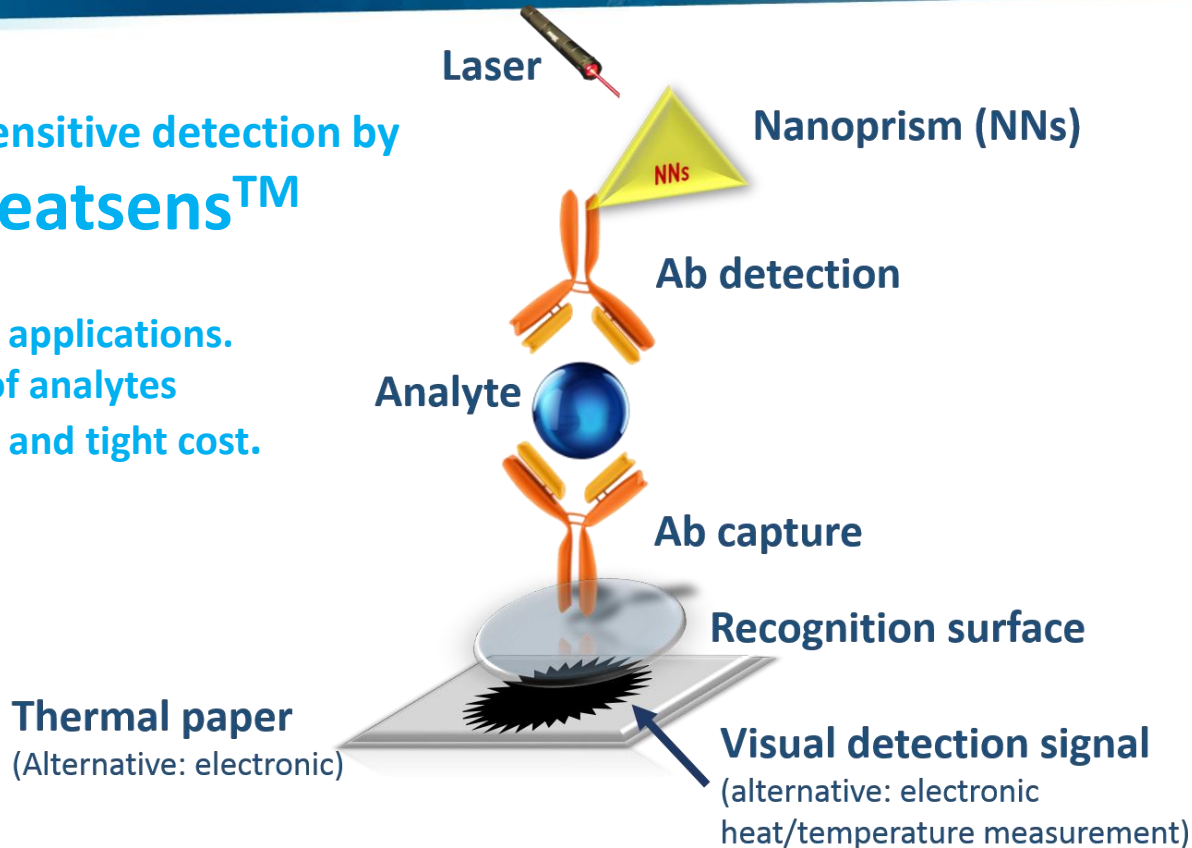 Laser
Nanoprism (NNs)
NNs
ensitive detection by
eatsens™
Ab detection
applications.
of analytes
and tight cost.
Analyte
Ab capture
Recognition surface
Thermal paper
(Alternative: electronic)
Visual detection signal
(alternative: electronic
heat/temperature measurement)